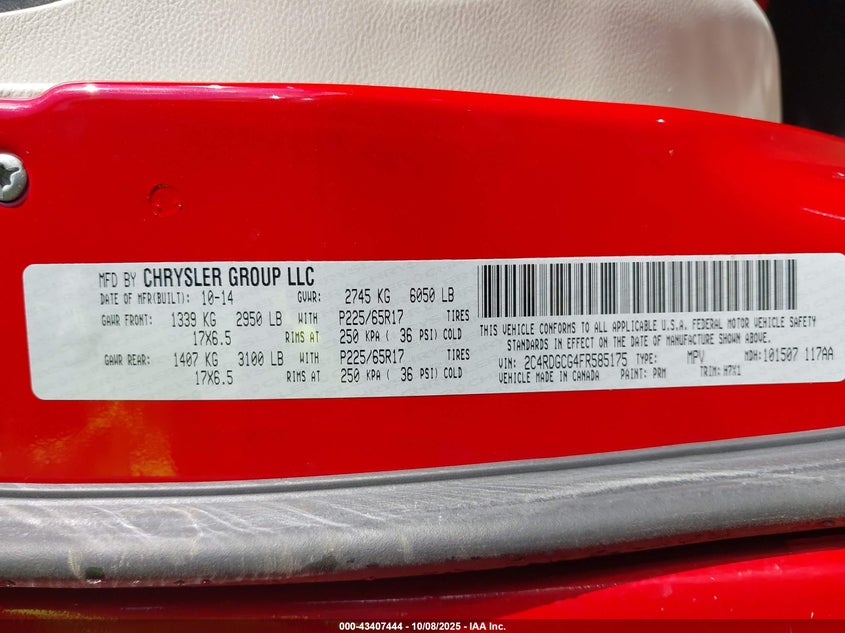 MFD BY CHRYSLER GROUP LLC
DATE OF MFR(BUILT): 10-14 GVWR: 2745 KG 6050 LB
GAWR FRONT: 1339 KG 2950 LB WITH P225/65R17 TIRES
17X6.5 RIMS AT 250 KPA ( 36 PSI) COLD
GAWR REAR: 1407 KG 3100 LB WITH P225/65R17 TIRES
17X6.5 RIMS AT 250 KPA ( 36 PSI) COLD
THIS VEHICLE CONFORMS TO ALL APPLICABLE U.S.A. FEDERAL MOTOR VEHICLE SAFETY
STANDARDS IN EFFECT ON THE DATE OF MANUFACTURE SHOWN ABOVE.
VIN: 2C4RDGCG4FR585175 TYPE: MPV MDH: 101507 117AA
VEHICLE MADE IN CANADA PAINT: PRM TRIM: H7X1
000-43407444 - 10/08/2025 - IAA Inc.